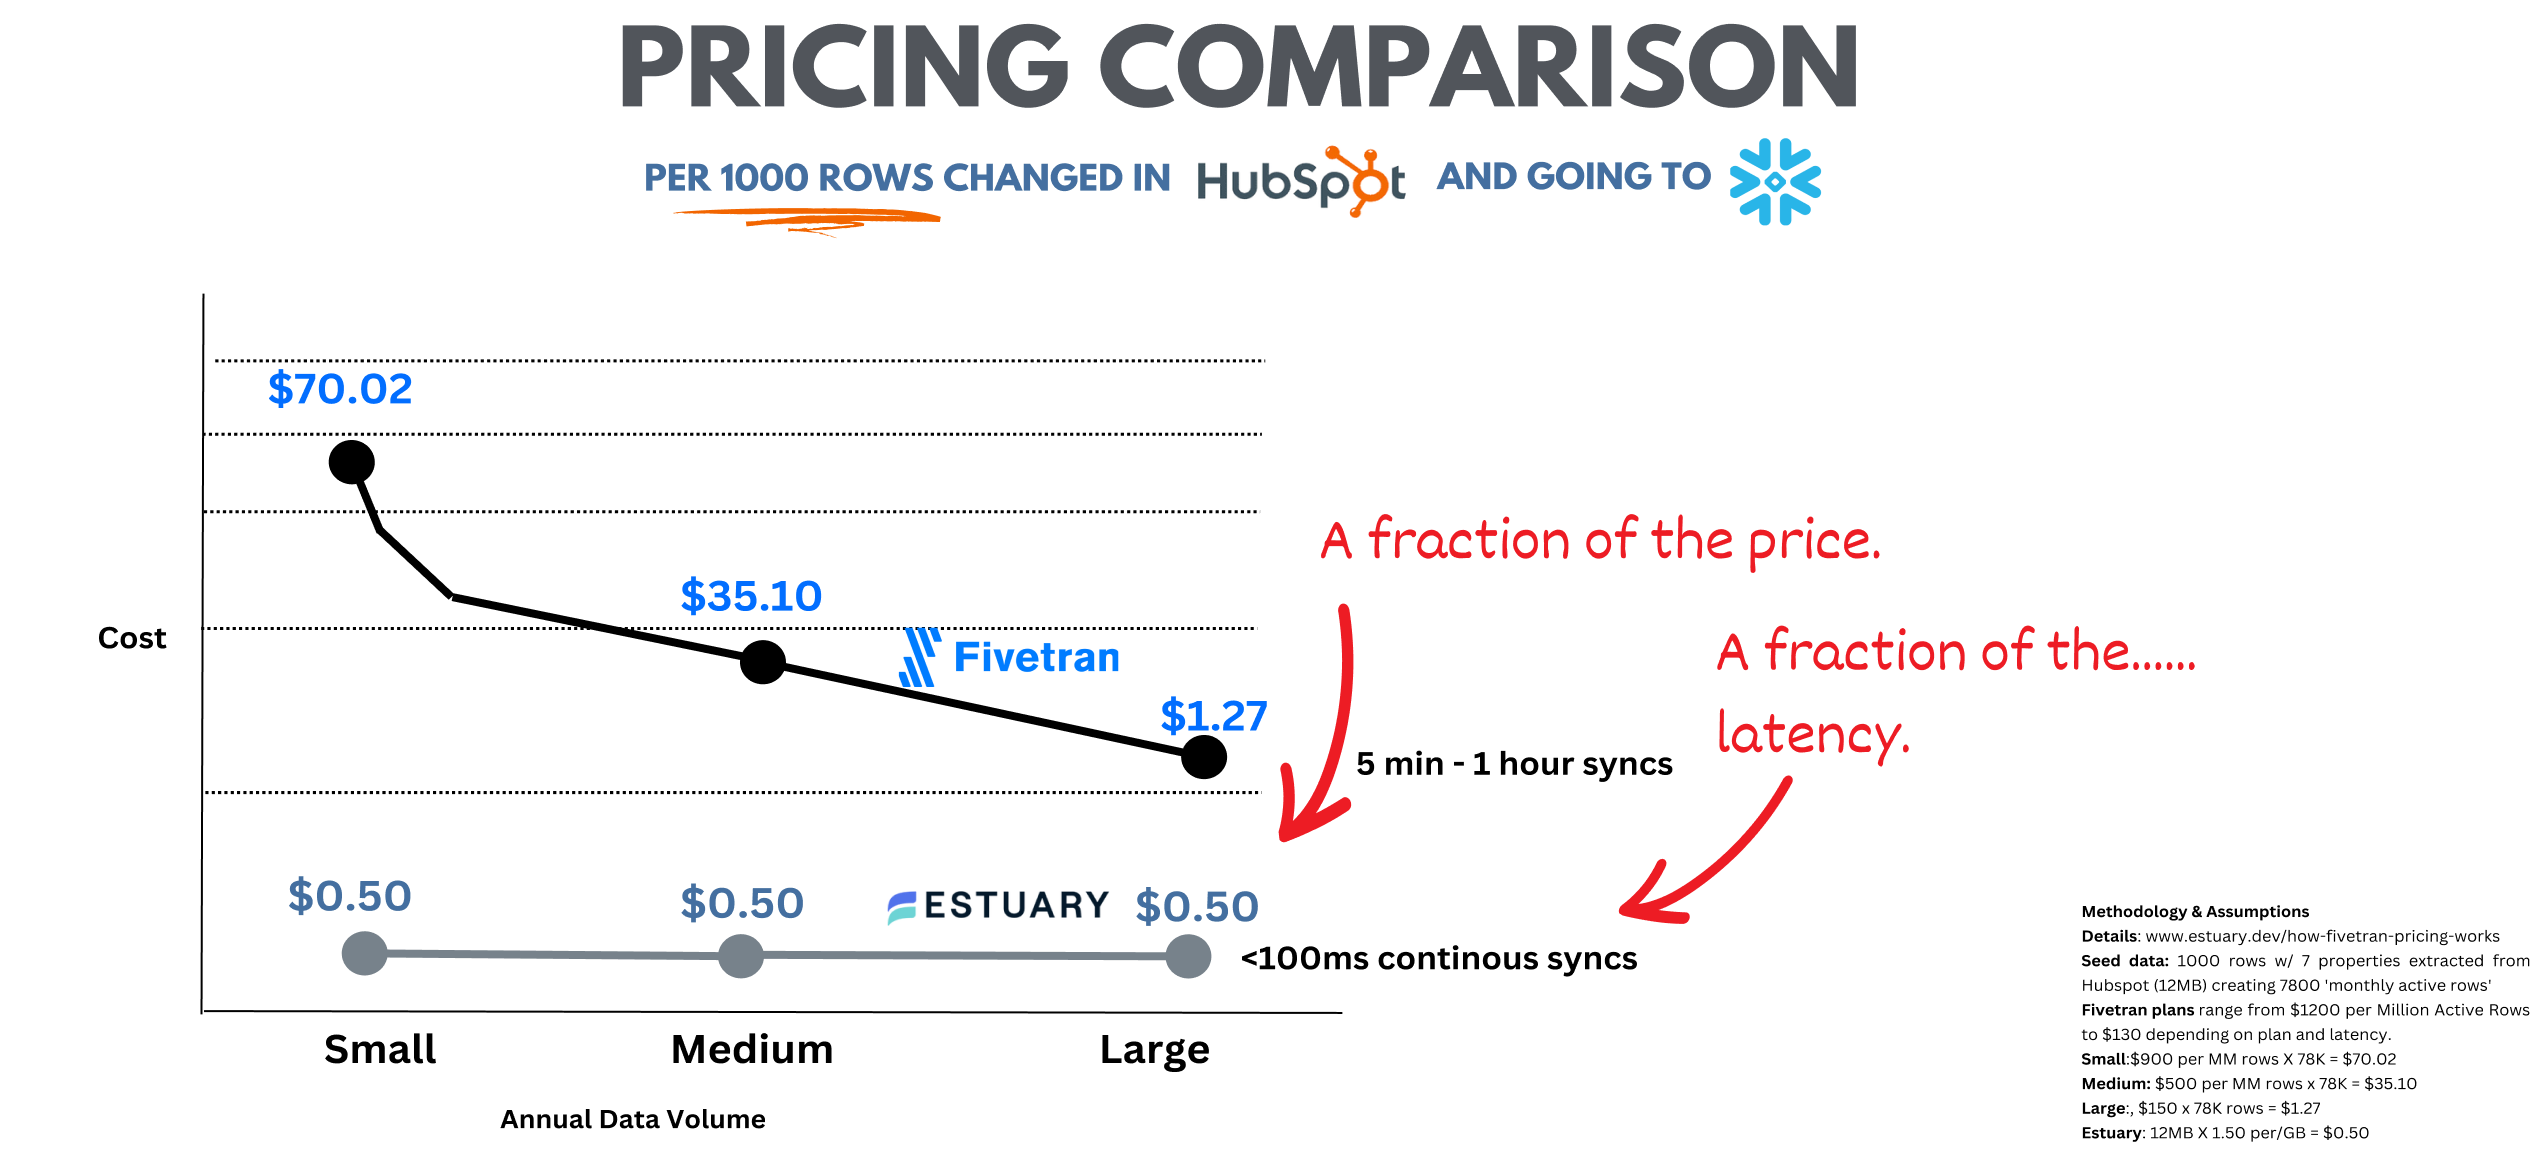 PRICING COMPARISON
PER 1000 ROWS CHANGED IN HubSpot AND GOING TO
$70.02
$35.10
Cost
Fivetran
$1.27
A fraction of the price.
A fraction of the......
latency.
5 min - 1 hour syncs
$0.50
$0.50
ESTUARY
$0.50
<100ms continous syncs
Small
Medium
Large
Annual Data Volume
Methodology & Assumptions
Details: www.estuary.dev/how-fivetran-pricing-works
Seed data: 1000 rows w/ 7 properties extracted from
Hubspot (12MB) creating 7800 'monthly active rows'
Fivetran plans range from $1200 per Million Active Rows
to $130 depending on plan and latency.
Small:$900 per MM rows X 78K = $70.02
Medium: $500 per MM rows x 78K = $35.10
Large:, $150 x 78K rows = $1.27
Estuary: 12MB X 1.50 per/GB = $0.50